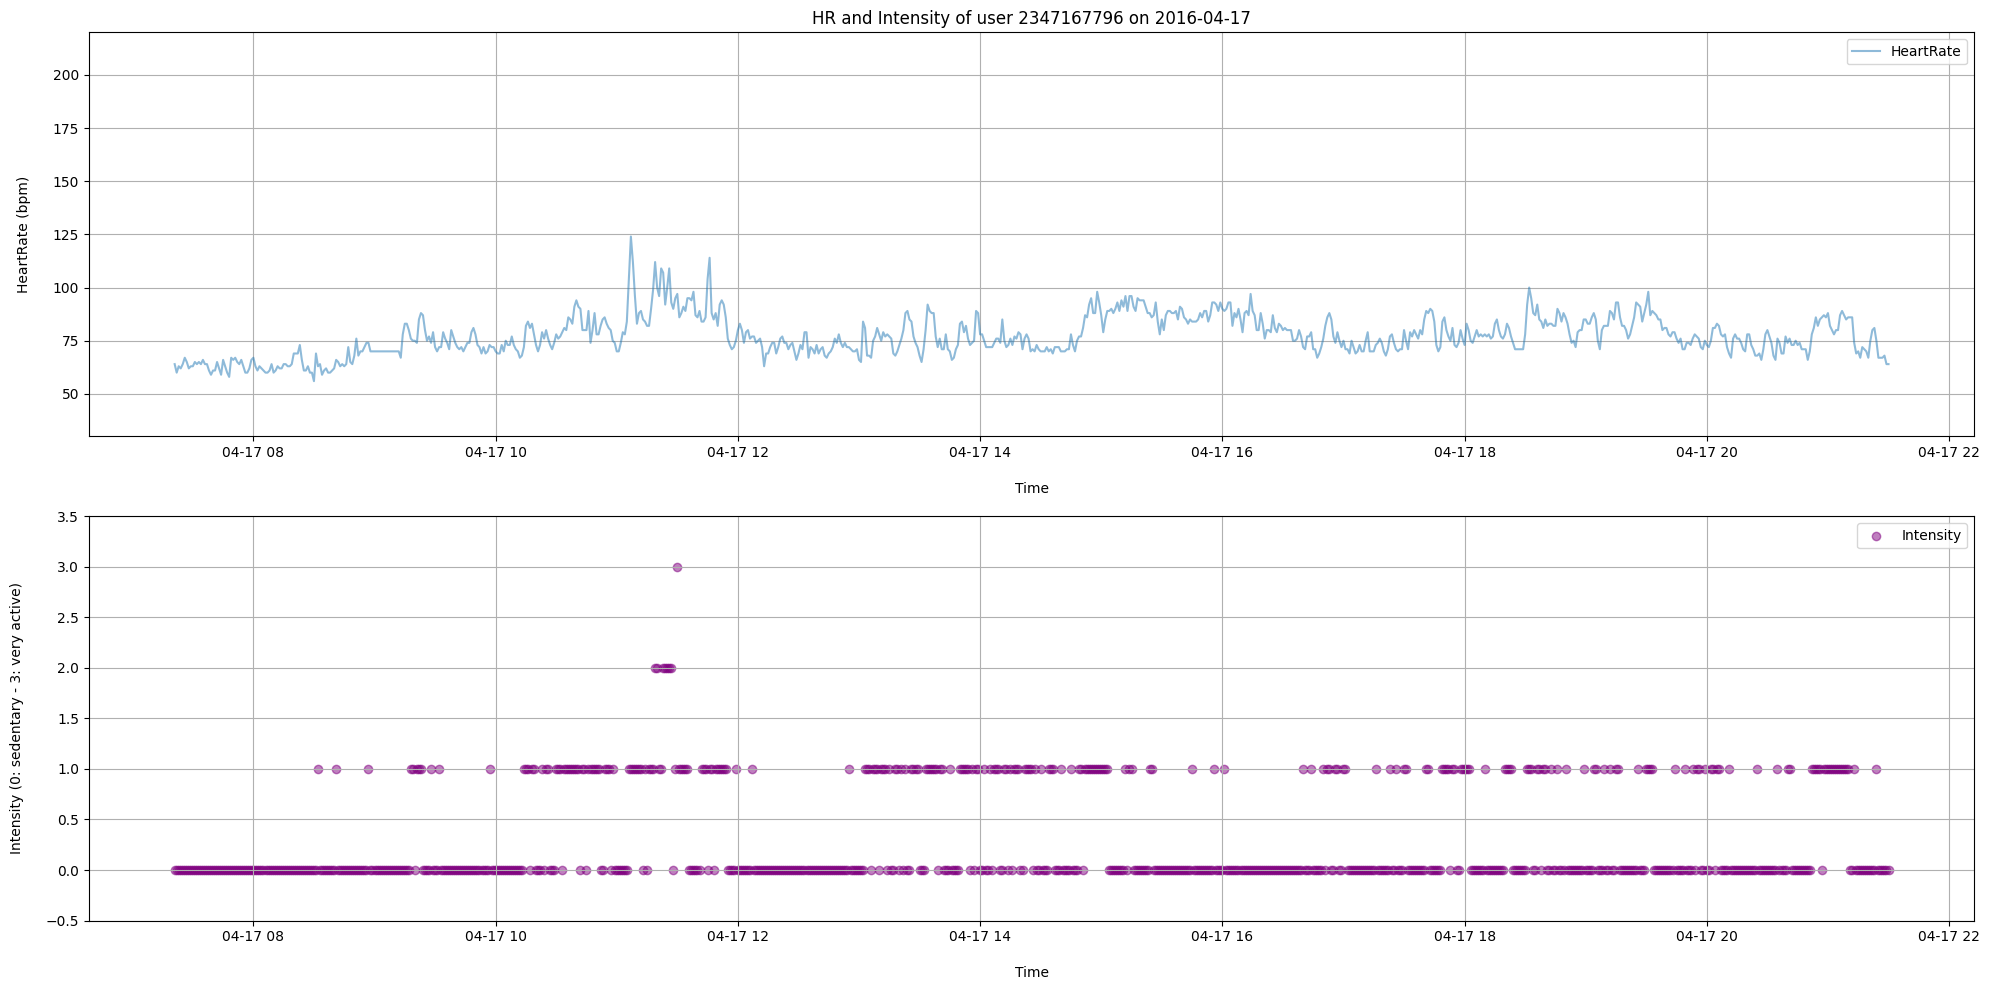 HR and Intensity of user 2347167796 on 2016-04-17
HeartRate
200
175
150
125
100
75
50
HeartRate (bpm)
04-17 08 04-17 10 04-17 12 04-17 14 04-17 16 04-17 18 04-17 20 04-17 22
Time
Intensity
3.5
3.0
2.5
2.0
1.5
1.0
0.5
0.0
−0.5
Intensity (0: sedentary - 3: very active)
04-17 08 04-17 10 04-17 12 04-17 14 04-17 16 04-17 18 04-17 20 04-17 22
Time